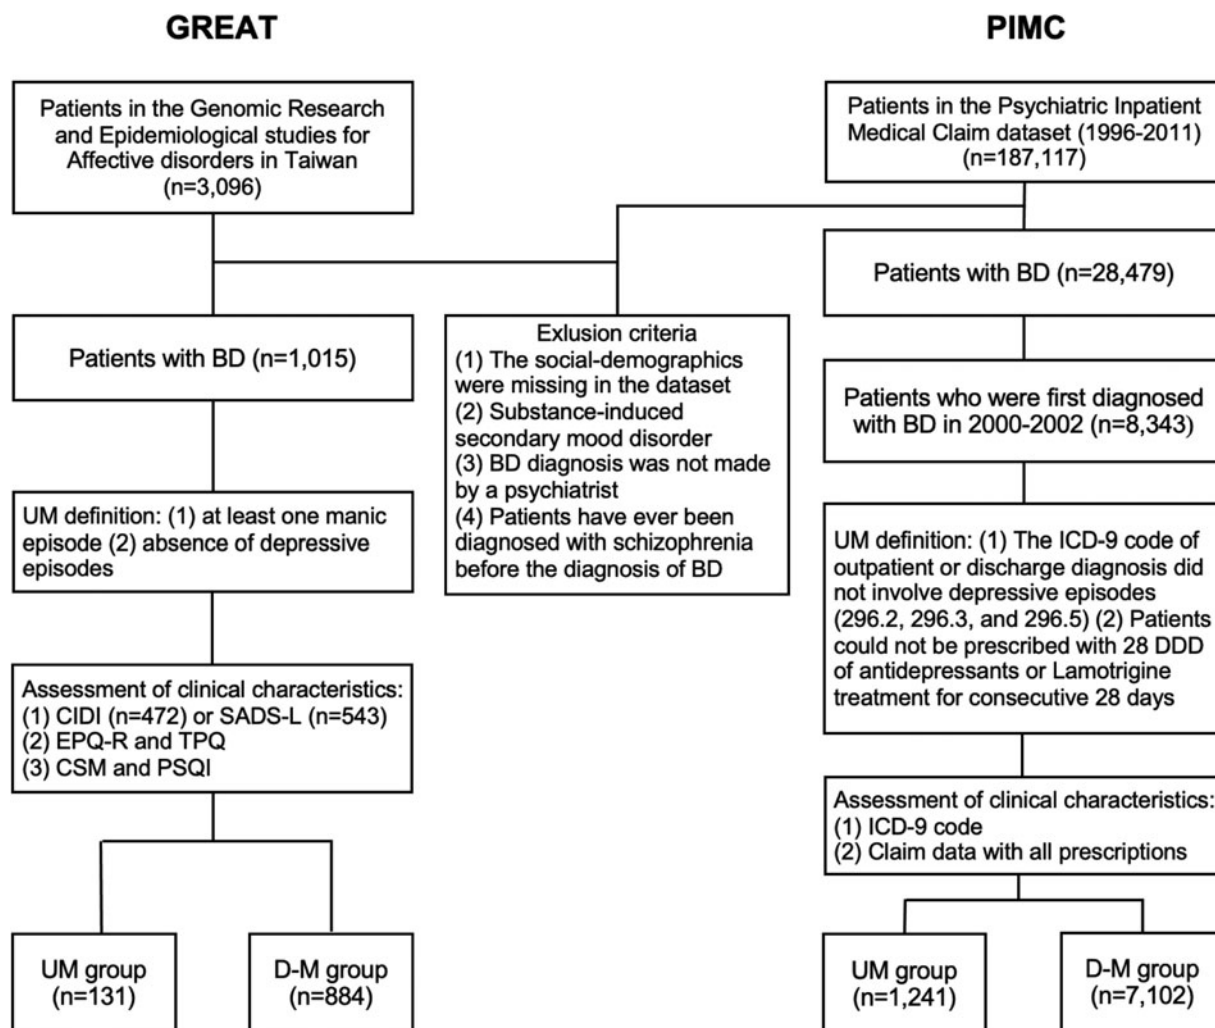 GREAT
Patients in the Genomic Research
and Epidemiological studies for
Affective disorders in Taiwan
(n=3,096)
Patients with BD (n=1,015)
UM definition: (1) at least one manic
episode (2) absence of depressive
episodes
Assessment of clinical characteristics:
(1) CIDI (n=472) or SADS-L (n=543)
(2) EPQ-R and TPQ
(3) CSM and PSQI
UM group
(n=131)
D-M group
(n=884)
Exlusion criteria
(1) The social-demographics
were missing in the dataset
(2) Substance-induced
secondary mood disorder
(3) BD diagnosis was not made
by a psychiatrist
(4) Patients have ever been
diagnosed with schizophrenia
before the diagnosis of BD
PIMC
Patients in the Psychiatric Inpatient
Medical Claim dataset (1996-2011)
(n=187,117)
Patients with BD (n=28,479)
Patients who were first diagnosed
with BD in 2000-2002 (n=8,343)
UM definition: (1) The ICD-9 code of
outpatient or discharge diagnosis did
not involve depressive episodes
(296.2, 296.3, and 296.5) (2) Patients
could not be prescribed with 28 DDD
of antidepressants or Lamotrigine
treatment for consecutive 28 days
Assessment of clinical characteristics:
(1) ICD-9 code
(2) Claim data with all prescriptions
UM group
(n=1,241)
D-M group
(n=7,102)